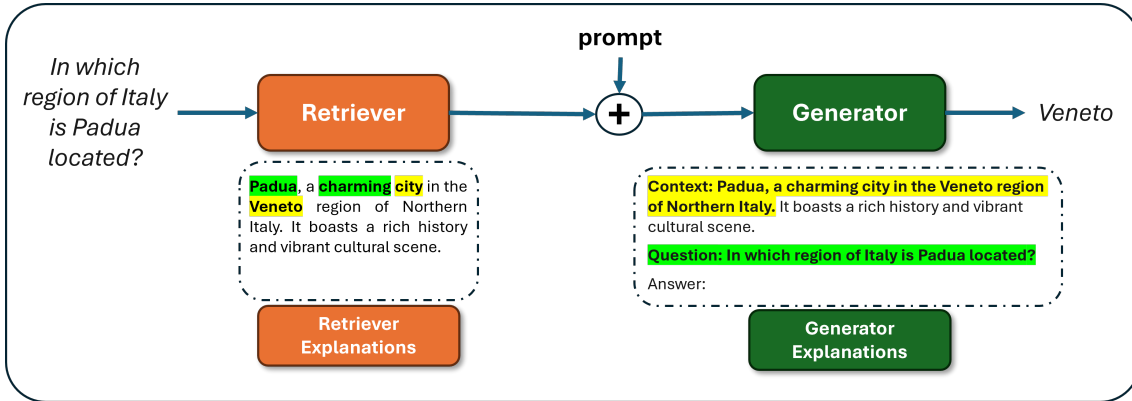 In which
region of Italy
is Padua
located?
Retriever
prompt
+
Generator
Veneto
Padua, a charming city in the
Veneto region of Northern
Italy. It boasts a rich history
and vibrant cultural scene.
Retriever
Explanations
Context: Padua, a charming city in the Veneto region
of Northern Italy. It boasts a rich history and vibrant
cultural scene.
Question: In which region of Italy is Padua located?
Answer:
Generator
Explanations